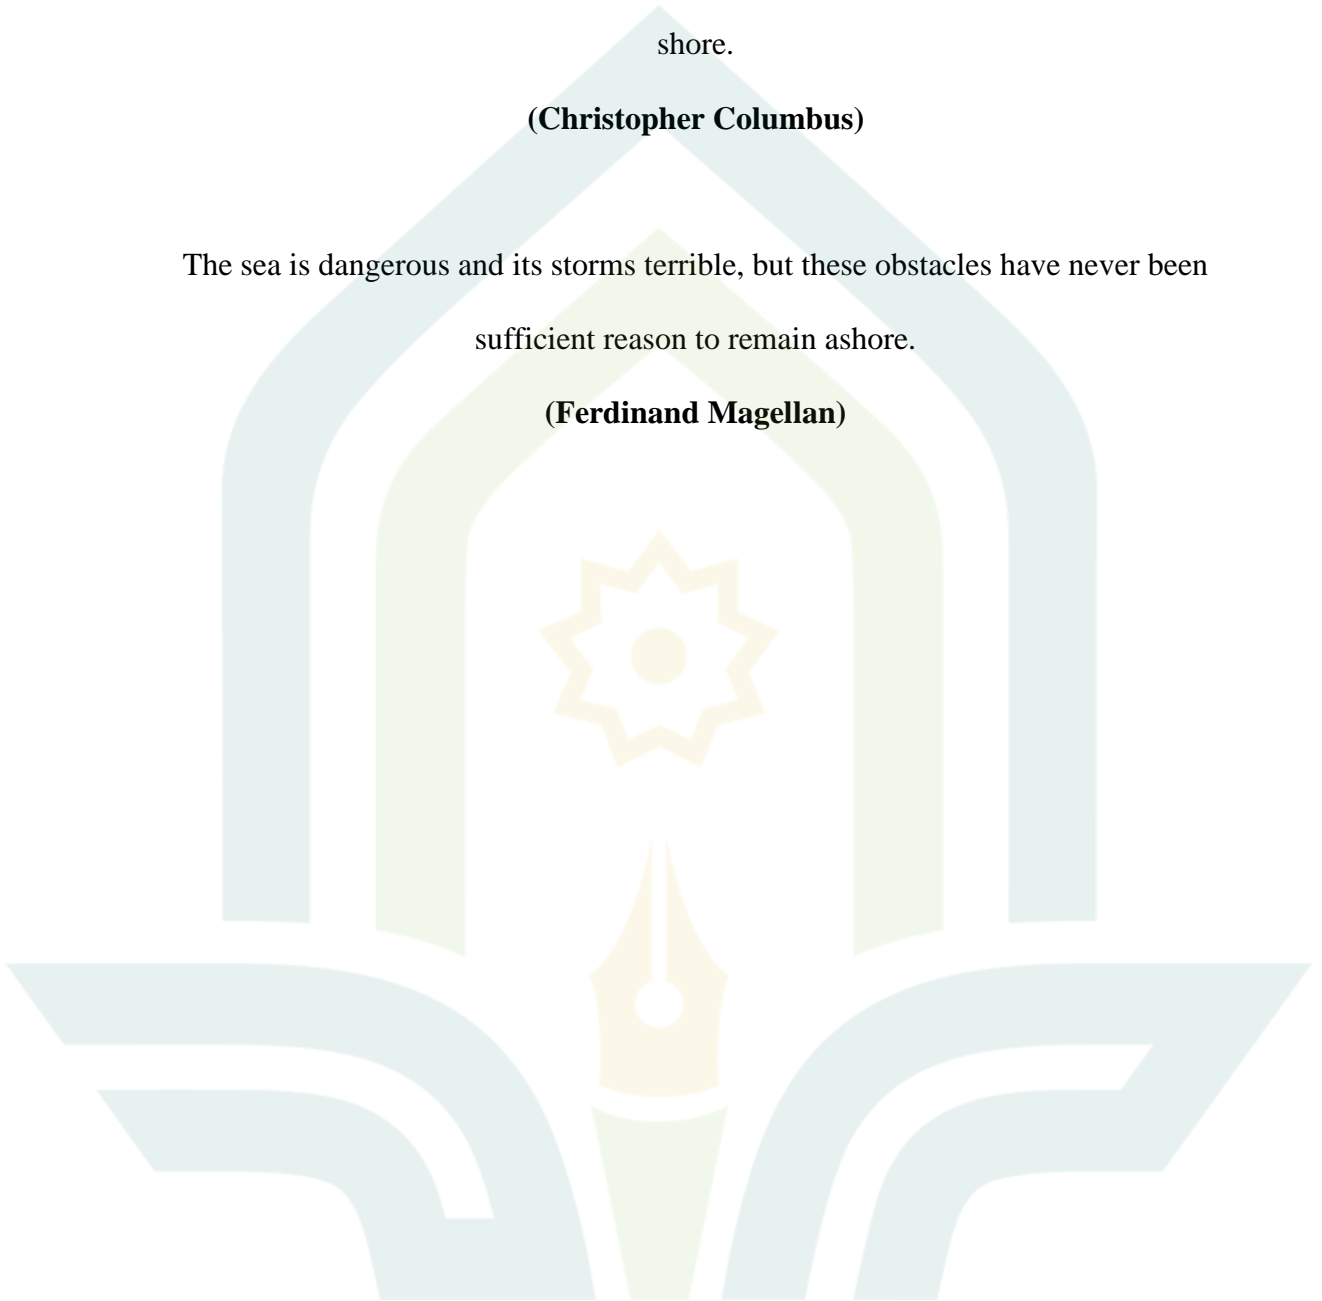 shore.
(Christopher Columbus)
The sea is dangerous and its storms terrible, but these obstacles have never been
sufficient reason to remain ashore.
(Ferdinand Magellan)